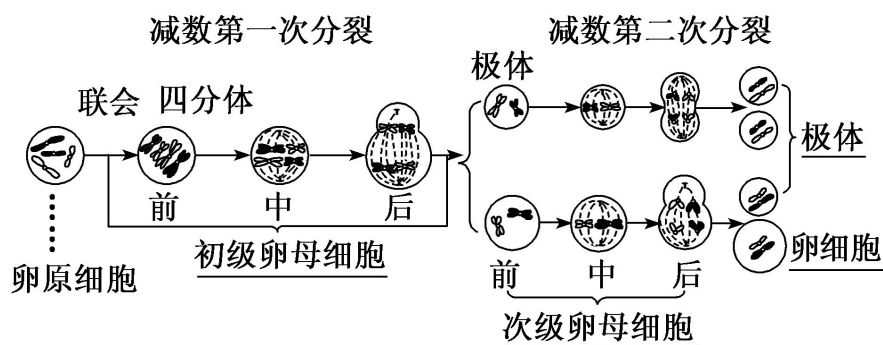 减数第一次分裂
减数第二次分裂
极体
联会 四分体
极体
前 中 后
初级卵母细胞
卵原细胞
卵细胞
前 中 后
次级卵母细胞